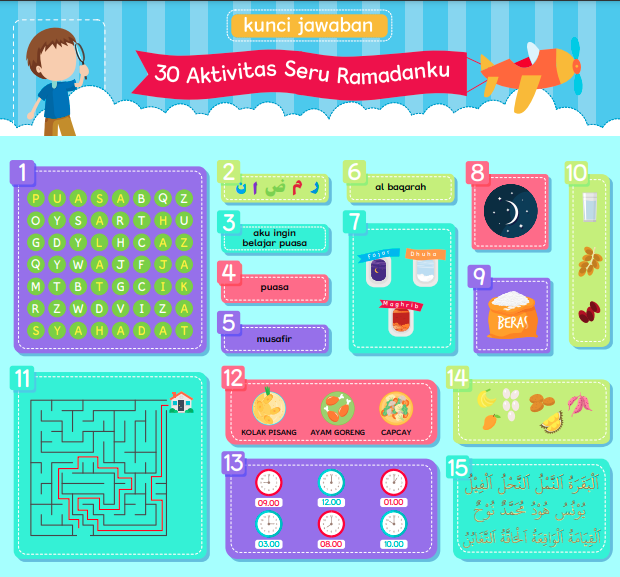 kunci jawaban
30 Aktivitas Seru Ramadanku
1
P U A S A B Q Z
O Y S A R T H U
G D Y L H C A Z
Q Y W A J F J A
M T B T G C I K
R Z W D V I Z A
S Y A H A D A T
2
ر م ض ا ن
3
aku ingin
belajar puasa
4
puasa
5
musafir
6
al baqarah
7
Fajar
Dhuhu
Maghrib
8
9
BERAS
10
11
12
KOLAK PISANG
AYAM GORENG
CAPCAY
13
09.00 12.00 01.00
03.00 08.00 10.00
14
15
اَلْبَقَرَةُ اَلنَّمْلُ اَلنَّحْلُ اَلْفِيْلُ
يُوْنُسُ هُوْدُ مُحَمَّدٌ نُوْحٌ